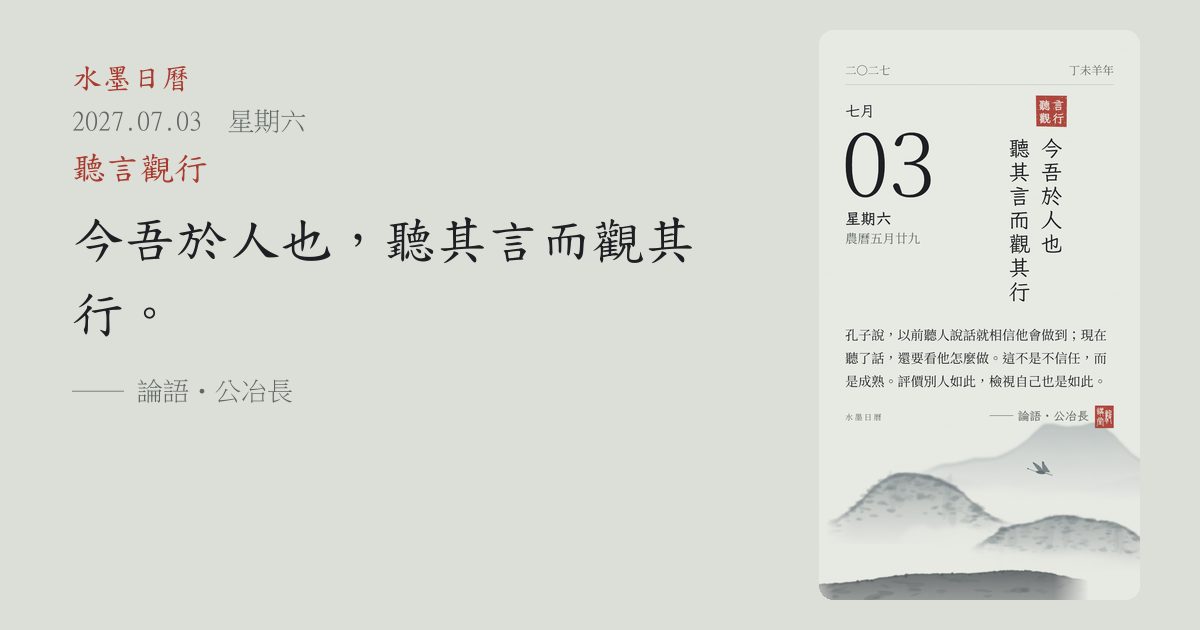 水墨日曆
2027.07.03 星期六
聽言觀行
今吾於人也，聽其言而觀其
行。
—— 論語・公冶長
二〇二七
丁未羊年
七月
03
星期六
農曆五月廿九
聽言
觀行
今吾於人也
聽其言而觀其行
孔子說，以前聽人說話就相信他會做到；現在
聽了話，還要看他怎麼做。這不是不信任，而
是成熟。評價別人如此，檢視自己也是如此。
水墨日曆
—— 論語・公冶長